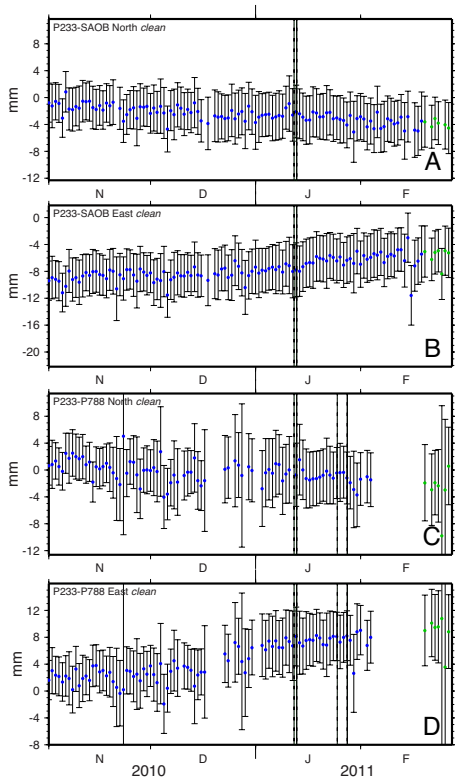 P233-SAOB North clean
8
4
0
-4
-8
-12
mm
A
N D J F
P233-SAOB East clean
0
-4
-8
-12
-16
-20
mm
B
N D J F
P233-P788 North clean
8
4
0
-4
-8
-12
mm
C
N D J F
P233-P788 East clean
12
8
4
0
-4
-8
mm
D
N D J F
2010 2011